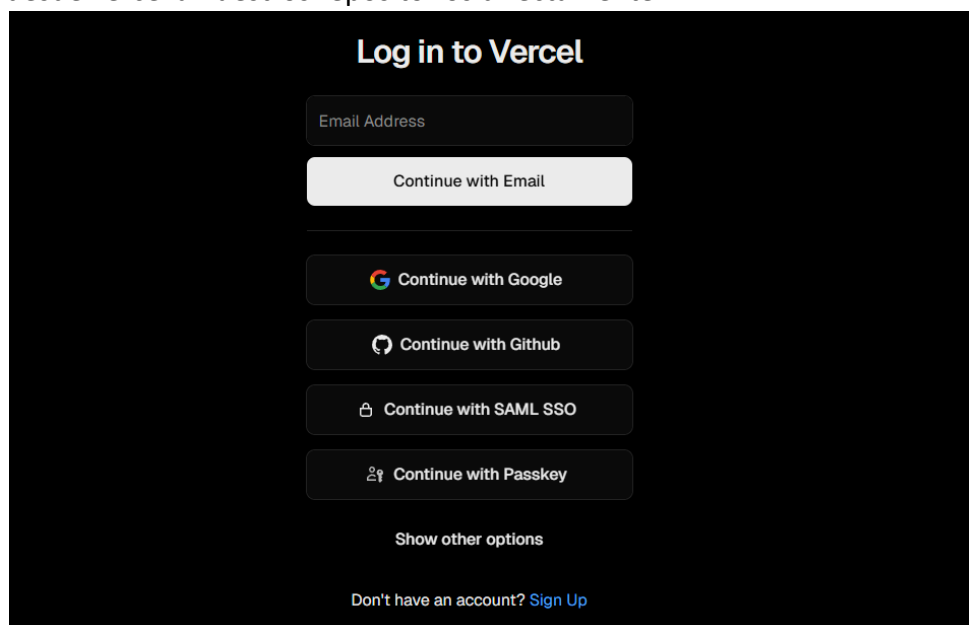 Log in to Vercel
Email Address
Continue with Email
Continue with Google
Continue with Github
Continue with SAML SSO
Continue with Passkey
Show other options
Don't have an account? Sign Up